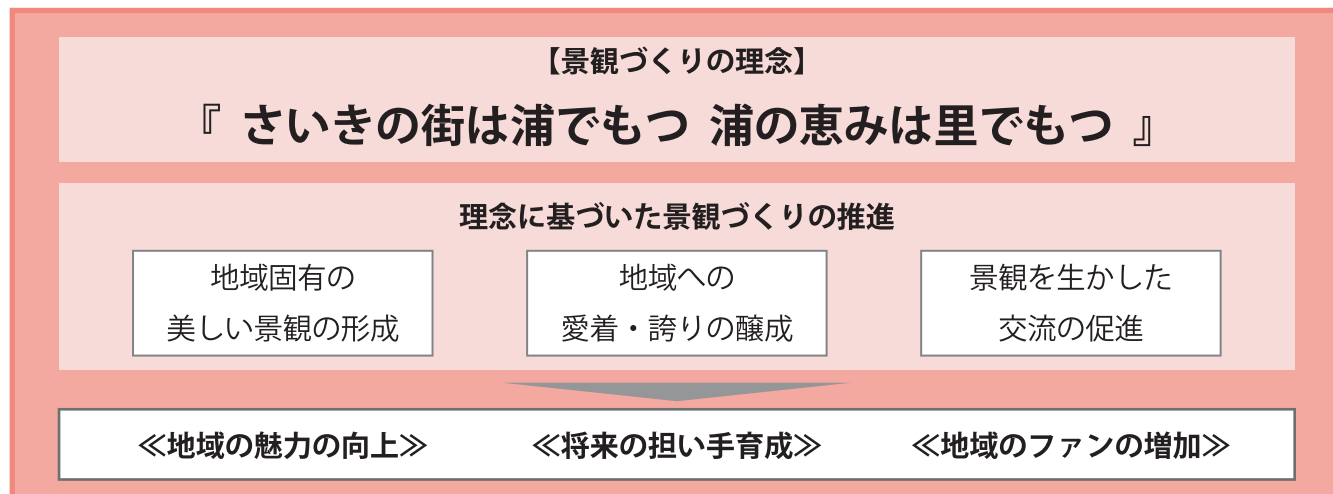 【景観づくりの理念】
『 さいきの街は浦でもつ 浦の恵みは里でもつ 』
理念に基づいた景観づくりの推進
地域固有の
美しい景観の形成
地域への
愛着・誇りの醸成
景観を生かした
交流の促進
≪地域の魅力の向上≫
≪将来の担い手育成≫
≪地域のファンの増加≫